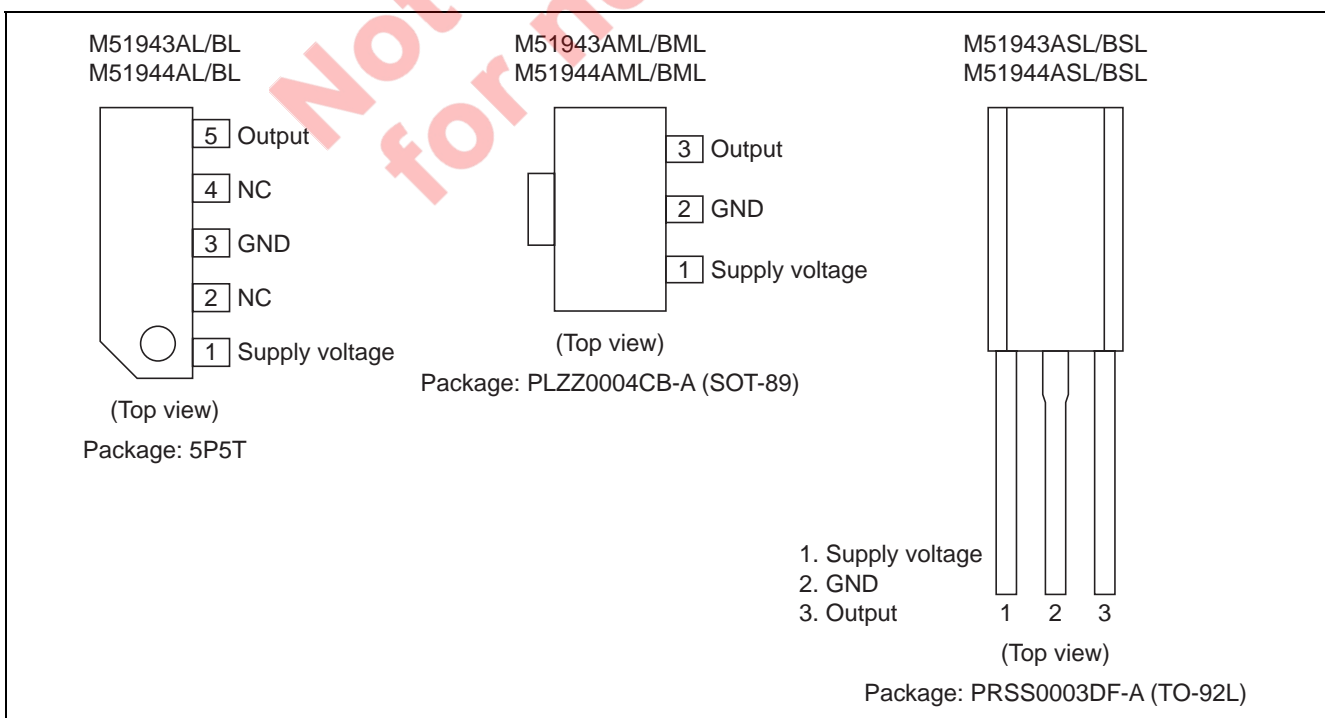 Not
for n
M51943AL/BL
M51944AL/BL
5 Output
4 NC
3 GND
2 NC
1 Supply voltage
(Top view)
Package: 5P5T
M51943AML/BML
M51944AML/BML
3 Output
2 GND
1 Supply voltage
(Top view)
Package: PLZZ0004CB-A (SOT-89)
M51943ASL/BSL
M51944ASL/BSL
1. Supply voltage
2. GND
3. Output
1 2 3
(Top view)
Package: PRSS0003DF-A (TO-92L)